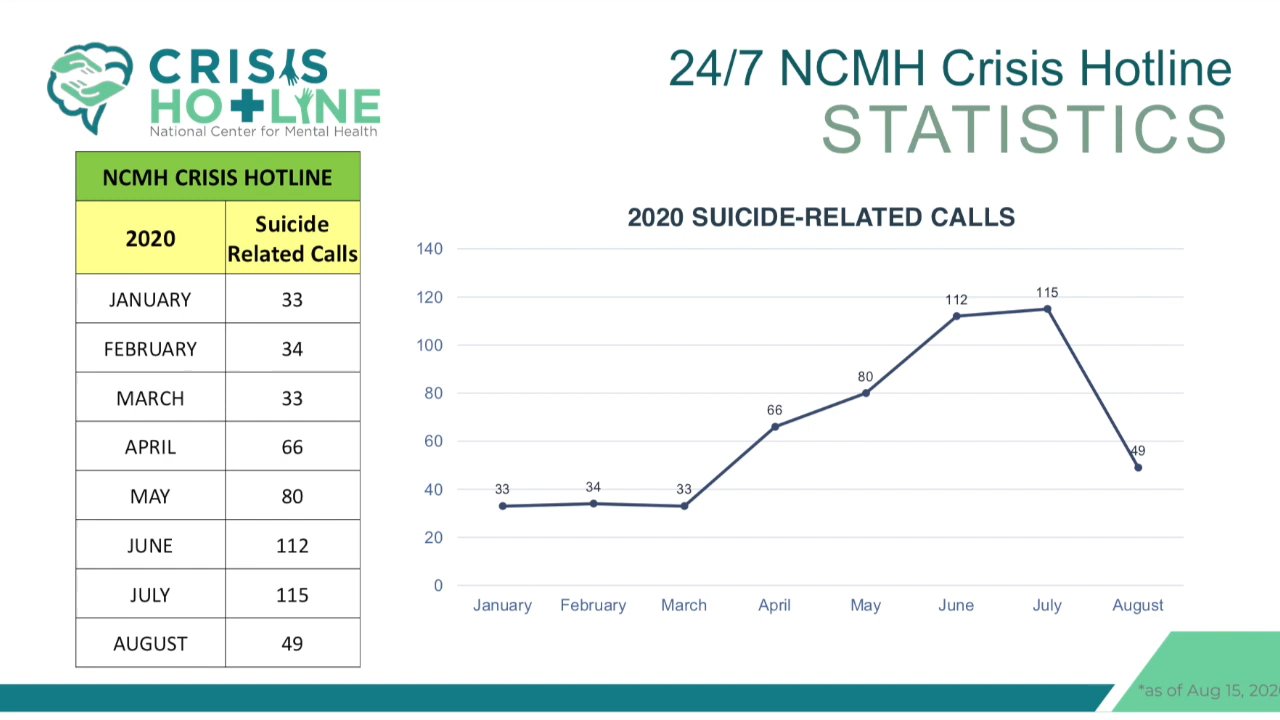 CRISIS
HOTLINE
National Center for Mental Health
24/7 NCMH Crisis Hotline
STATISTICS
NCMH CRISIS HOTLINE
2020 Suicide Related Calls
JANUARY 33
FEBRUARY 34
MARCH 33
APRIL 66
MAY 80
JUNE 112
JULY 115
AUGUST 49
2020 SUICIDE-RELATED CALLS
140
120
100
80
60
40
20
0
33 34 33 66 80 112 115 49
January February March April May June July August
*as of Aug 15, 202